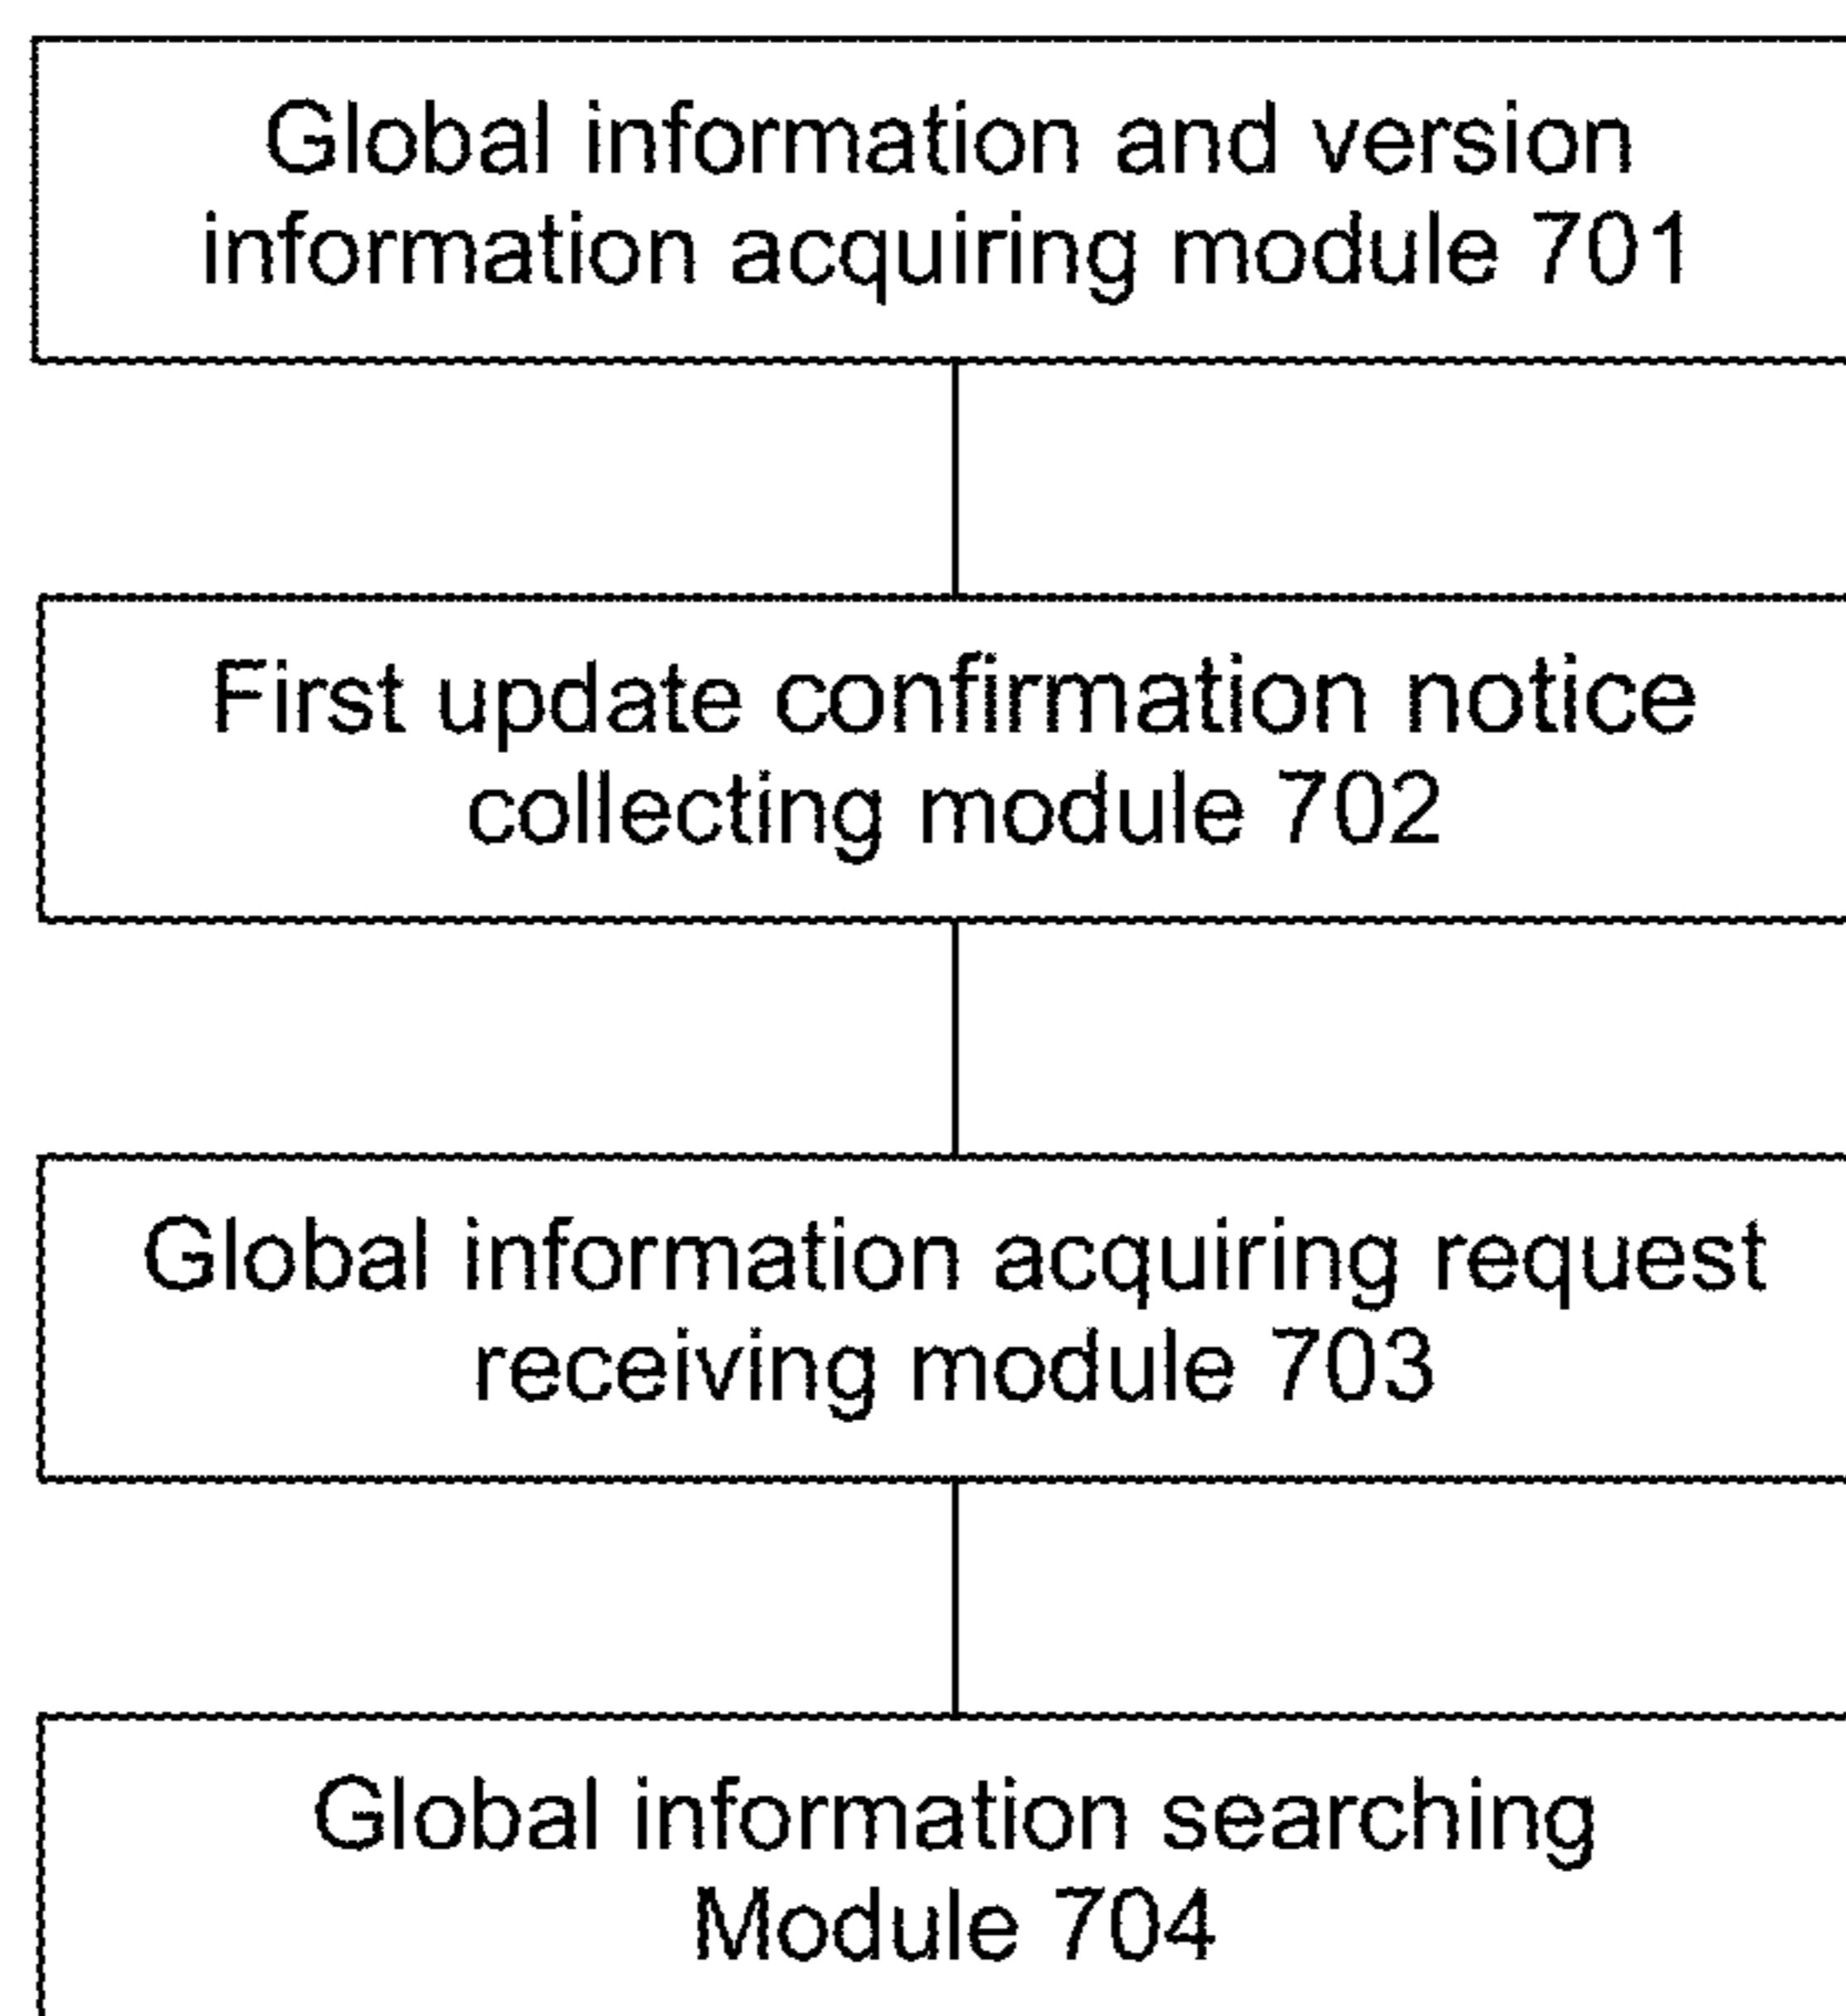 Global information and version
information acquiring module 701
First update confirmation notice
collecting module 702
Global information acquiring request
receiving module 703
Global information searching
Module 704